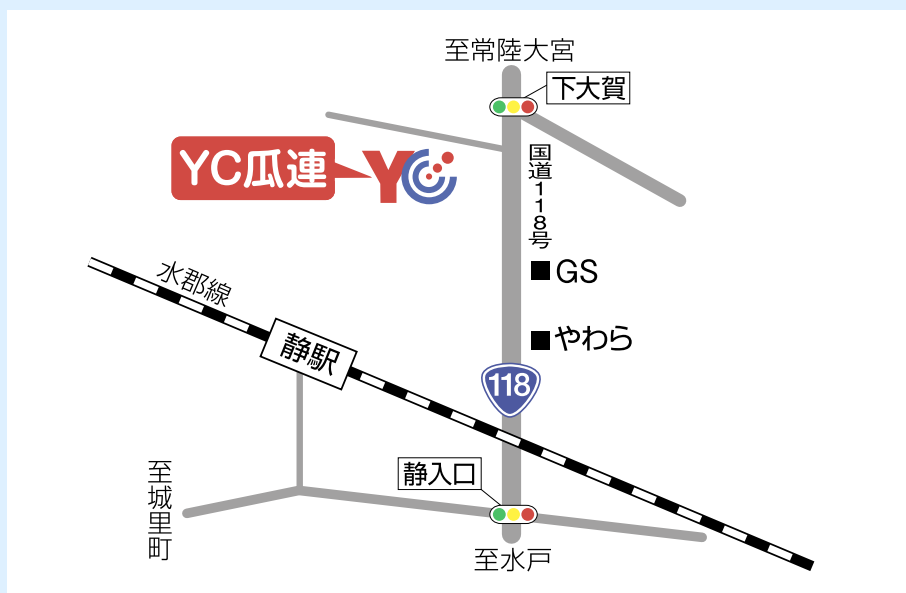 至常陸大宮
下大賀
YC瓜連
YC
国道118号
GS
水郡線
やわら
静駅
118
静入口
至城里町
至水戸